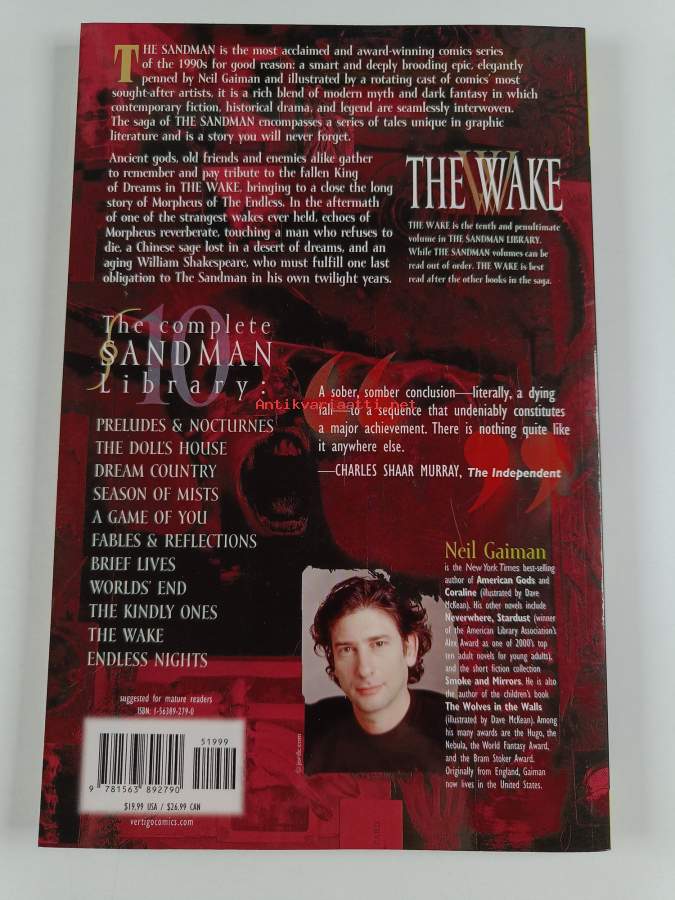 THE SANDMAN is the most acclaimed and award-winning comics series
of the 1990s for good reason: a smart and deeply brooding epic, elegantly
penned by Neil Gaiman and illustrated by a rotating cast of comics' most
sought-after artists, it is a rich blend of modern myth and dark fantasy in which
contemporary fiction, historical drama, and legend are seamlessly interwoven.
The saga of THE SANDMAN encompasses a series of tales unique in graphic
literature and is a story you will never forget.
Ancient gods, old friends and enemies alike gather
to remember and pay tribute to the fallen King
of Dreams in THE WAKE, bringing to a close the long
story of Morpheus of The Endless. In the aftermath
of one of the strangest wakes ever held, echoes of
Morpheus reverberate, touching a man who refuses to
die, a Chinese sage lost in a desert of dreams, and an
aging William Shakespeare, who must fulfill one last
obligation to The Sandman in his own twilight years.
THE WAKE
THE WAKE is the tenth and penultimate
volume in THE SANDMAN LIBRARY.
While THE SANDMAN volumes can be
read out of order, THE WAKE is best
read after the other books in the saga.
10
The complete
SANDMAN
Library:
PRELUDES & NOCTURNES
THE DOLL'S HOUSE
DREAM COUNTRY
SEASON OF MISTS
A GAME OF YOU
FABLES & REFLECTIONS
BRIEF LIVES
WORLDS' END
THE KINDLY ONES
THE WAKE
ENDLESS NIGHTS
Antikvariaatti.net
A sober, somber conclusion—literally, a dying
fall—to a sequence that undeniably constitutes
a major achievement. There is nothing quite like
it anywhere else.
—CHARLES SHAAR MURRAY, The Independent
Neil Gaiman
is the New York Times best-selling
author of American Gods and
Coraline (illustrated by Dave
McKean). His other novels include
Neverwhere, Stardust (winner
of the American Library Association's
Alex Award as one of 2000's top
ten adult novels for young adults),
and the short fiction collection
Smoke and Mirrors. He is also
the author of the children's book
The Wolves in the Walls
(illustrated by Dave McKean). Among
his many awards are the Hugo, the
Nebula, the World Fantasy Award,
and the Bram Stoker Award.
Originally from England, Gaiman
now lives in the United States.
suggested for mature readers
ISBN: 1-56389-279-0
51999
9 781563 892790
$19.99 USA / $26.99 CAN
vertigocomics.com